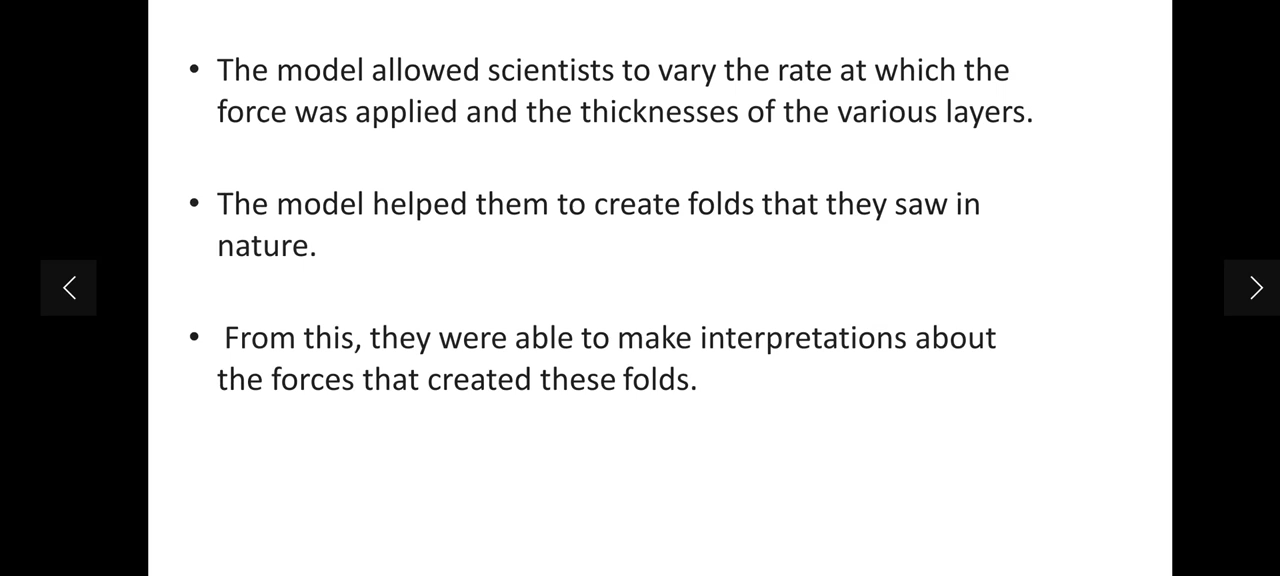 • The model allowed scientists to vary the rate at which the
force was applied and the thicknesses of the various layers.
• The model helped them to create folds that they saw in
nature.
• From this, they were able to make interpretations about
the forces that created these folds.